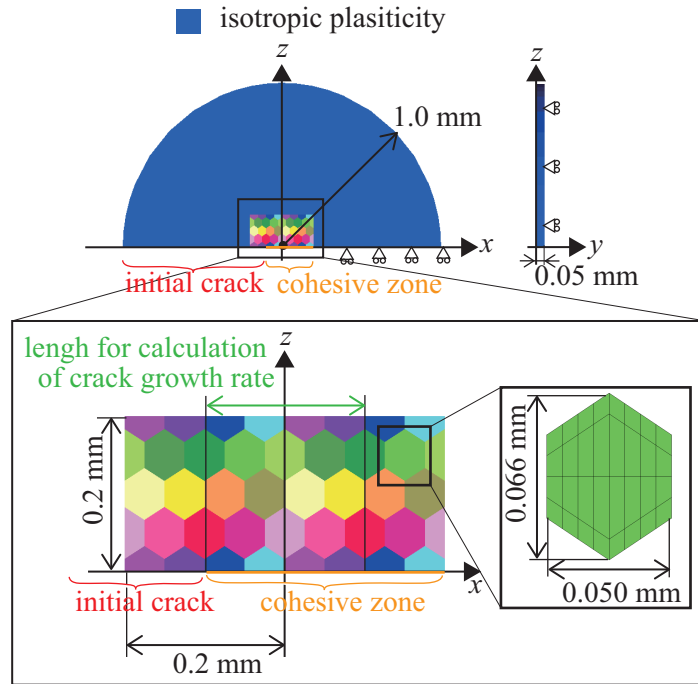 isotropic plasiticity
z
z
1.0 mm
x
y
initial crack
cohesive zone
0.05 mm
z
lengh for calculation
of crack growth rate
0.2 mm
0.066 mm
0.050 mm
x
initial crack
cohesive zone
0.2 mm